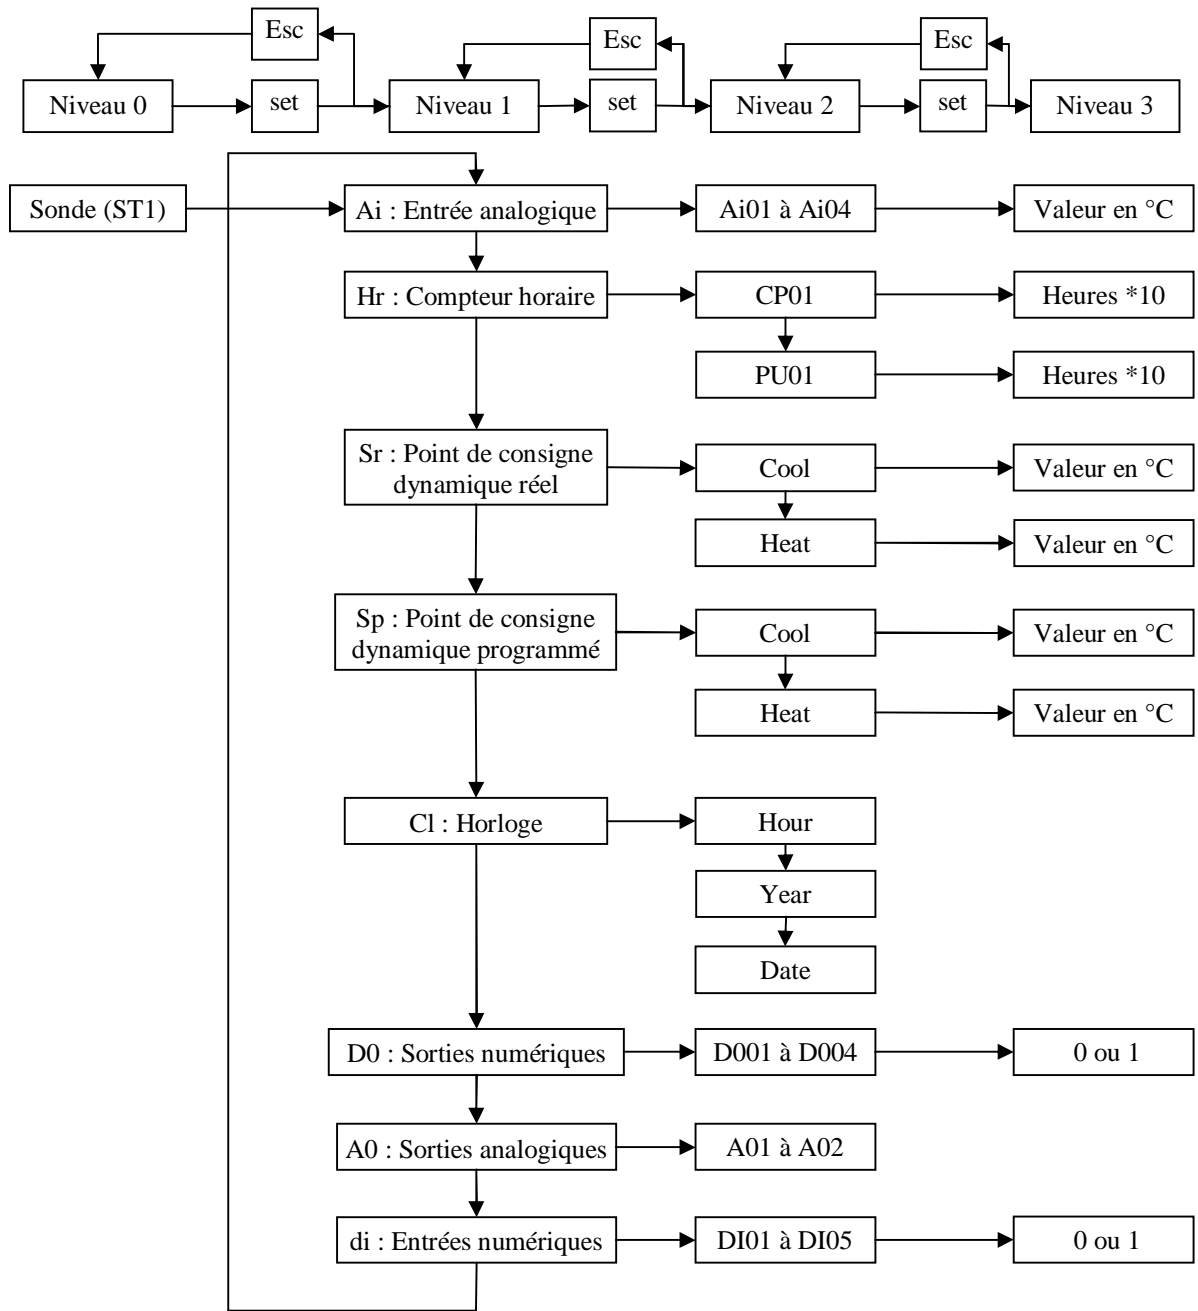 Esc
Esc
Esc
Niveau 0
set
Niveau 1
set
Niveau 2
set
Niveau 3
Sonde (ST1)
Ai : Entrée analogique
Ai01 à Ai04
Valeur en °C
Hr : Compteur horaire
CP01
Heures *10
PU01
Heures *10
Sr : Point de consigne
dynamique réel
Cool
Valeur en °C
Heat
Valeur en °C
Sp : Point de consigne
dynamique programmé
Cool
Valeur en °C
Heat
Valeur en °C
Cl : Horloge
Hour
Year
Date
D0 : Sorties numériques
D001 à D004
0 ou 1
A0 : Sorties analogiques
A01 à A02
di : Entrées numériques
DI01 à DI05
0 ou 1